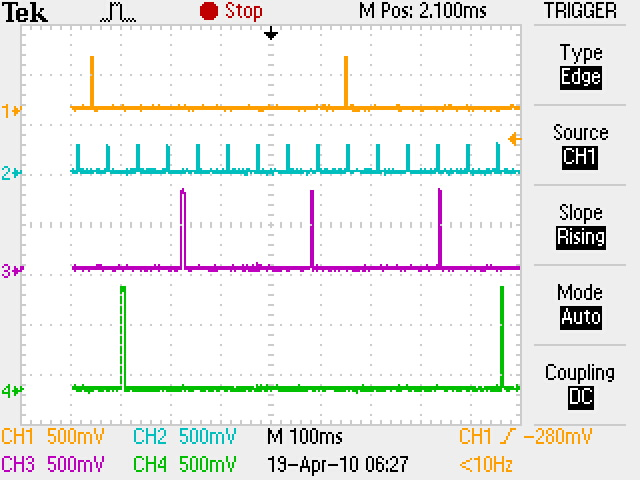 Tek Stop M Pos: 2.100ms TRIGGER
Type
Edge
1
Source
CH1
2
Slope
Rising
3
Mode
Auto
Coupling
DC
4
CH1 500mV CH2 500mV M 100ms CH1 -280mV
CH3 500mV CH4 500mV 19-Apr-10 06:27 <10Hz